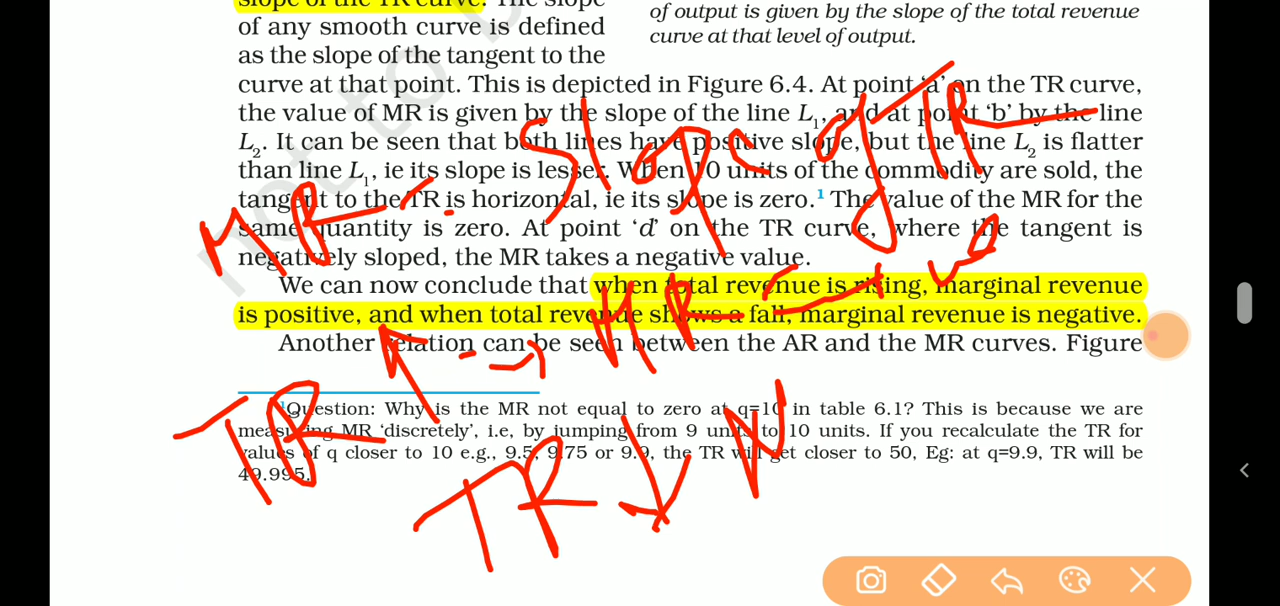 slope of the TR curve. The slope
of any smooth curve is defined
as the slope of the tangent to the
of output is given by the slope of the total revenue
curve at that level of output.
curve at that point. This is depicted in Figure 6.4. At point 'a' on the TR curve,
the value of MR is given by the slope of the line L1, and at point 'b' by the line
L2. It can be seen that both lines have positive slope, but the line L2 is flatter
than line L1, ie its slope is lesser. When 10 units of the commodity are sold, the
tangent to the TR is horizontal, ie its slope is zero.1 The value of the MR for the
same quantity is zero. At point 'd' on the TR curve, where the tangent is
negatively sloped, the MR takes a negative value.
We can now conclude that when total revenue is rising, marginal revenue
is positive, and when total revenue shows a fall, marginal revenue is negative.
Another relation can be seen between the AR and the MR curves. Figure
1Question: Why is the MR not equal to zero at q=10 in table 6.1? This is because we are
measuring MR 'discretely', i.e, by jumping from 9 units to 10 units. If you recalculate the TR for
values of q closer to 10 e.g., 9.5, 9.75 or 9.9, the TR will get closer to 50, Eg: at q=9.9, TR will be
49.995.
not to
MR - Slope of TR
TR
MR
TR